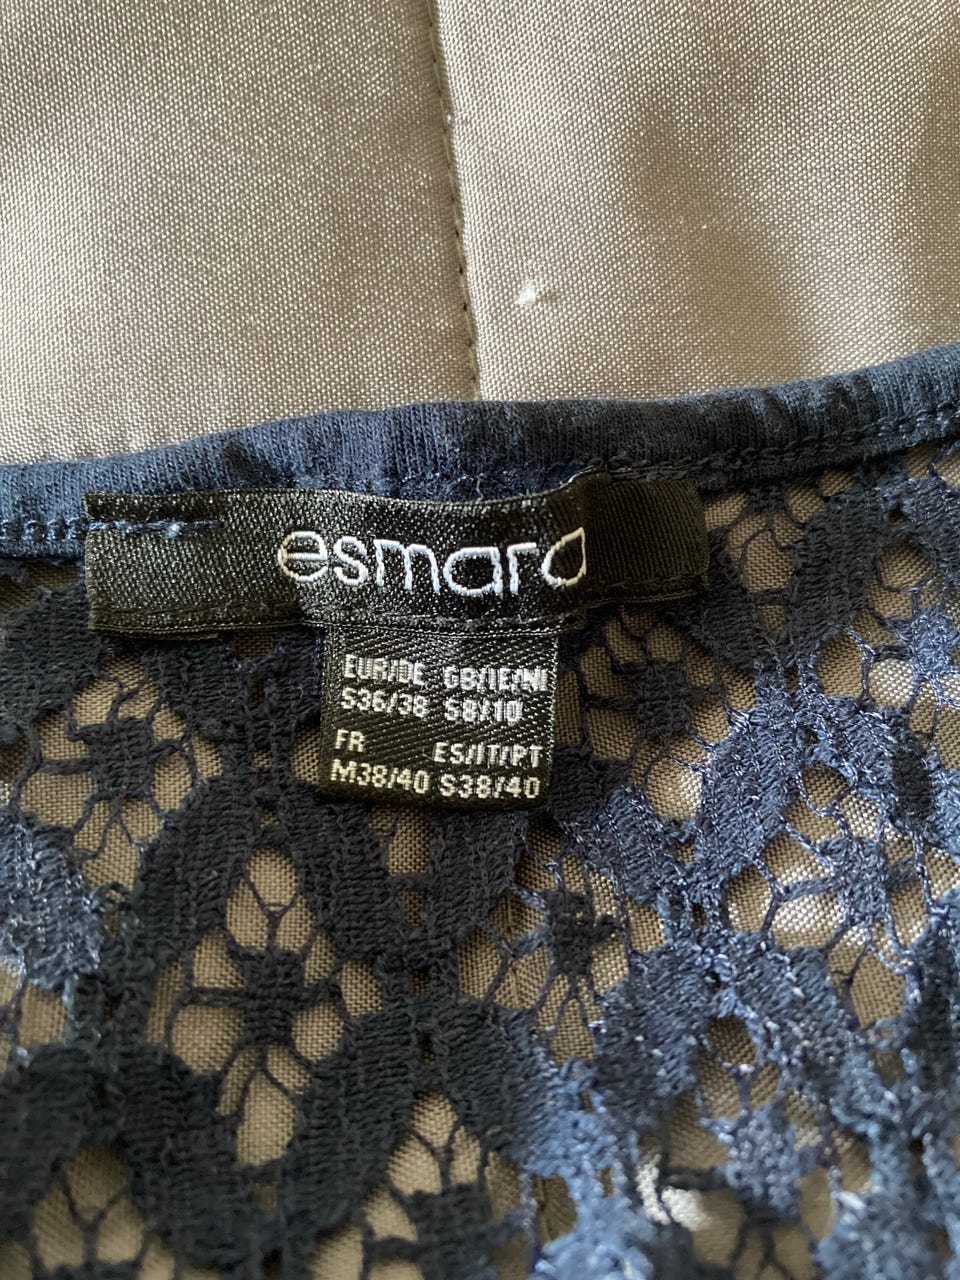 esmara
EUR/DE GB/IE/NI
S36/38 S8/10
FR ES/IT/PT
M38/40 S38/40